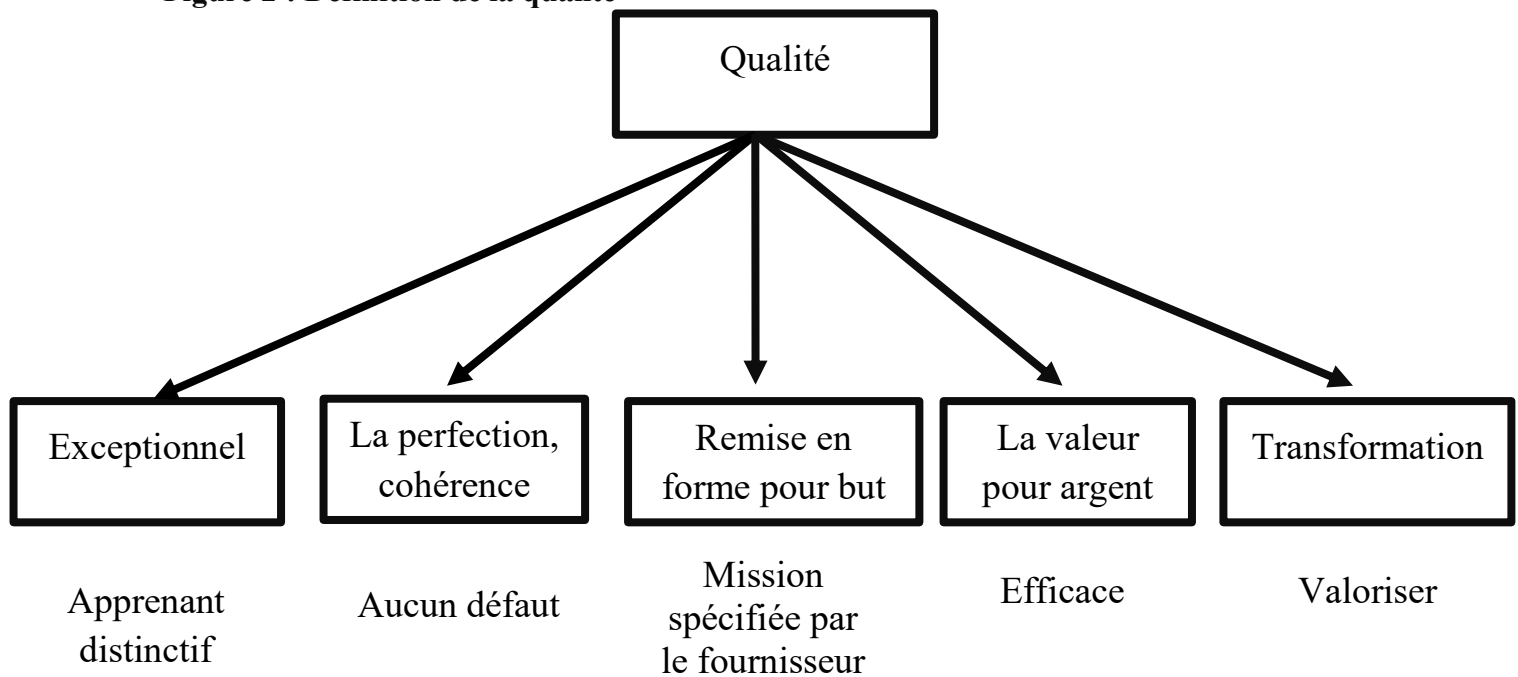 Qualité
Exceptionnel
La perfection,
cohérence
Remise en
forme pour but
La valeur
pour argent
Transformation
Apprenant
distinctif
Aucun défaut
Mission
spécifiée par
le fournisseur
Efficace
Valoriser